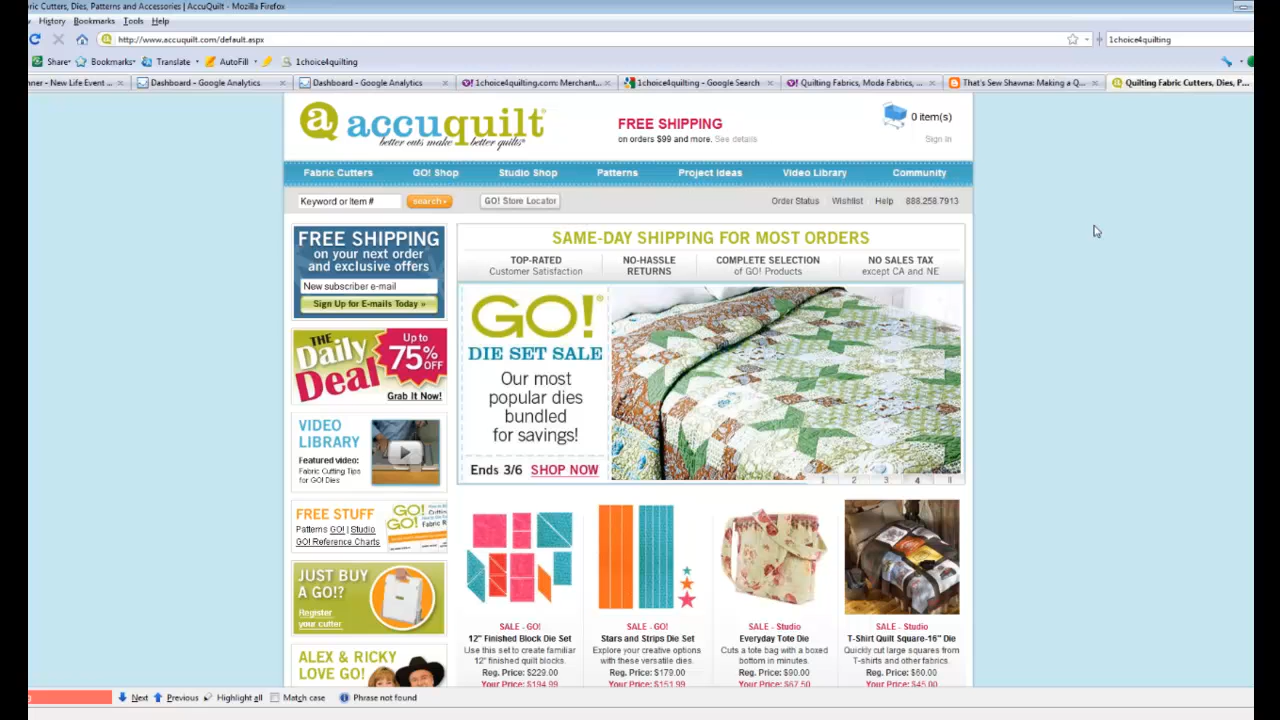 ric Cutters, Dies, Patterns and Accessories | AccuQuilt - Mozilla Firefox
History Bookmarks Tools Help
http://www.accuquilt.com/default.aspx
1choice4quilting
Share Bookmarks Translate AutoFill 1choice4quilting
nner - New Life Event ...
Dashboard - Google Analytics
Dashboard - Google Analytics
1choice4quilting.com: Merchant...
1choice4quilting - Google Search
Quilting Fabrics, Moda Fabrics, ...
That's Sew Shawna: Making a Q...
Quilting Fabric Cutters, Dies, P...
a accuquilt
better cuts make better quilts
FREE SHIPPING
on orders $99 and more. See details
0 item(s)
Sign In
Fabric Cutters GO! Shop Studio Shop Patterns Project Ideas Video Library Community
Keyword or Item # search GO! Store Locator Order Status Wishlist Help 888.258.7913
FREE SHIPPING
on your next order
and exclusive offers
New subscriber e-mail
Sign Up for E-mails Today »
THE
Daily
Deal
Up to
75% OFF
Grab It Now!
VIDEO
LIBRARY
Featured video:
Fabric Cutting Tips
for GO! Dies
FREE STUFF
Patterns GO! | Studio
GO! Reference Charts
GO!
GO!
JUST BUY
A GO!?
Register
your cutter
ALEX & RICKY
LOVE GO!
SAME-DAY SHIPPING FOR MOST ORDERS
TOP-RATED
Customer Satisfaction
NO-HASSLE
RETURNS
COMPLETE SELECTION
of GO! Products
NO SALES TAX
except CA and NE
GO!®
DIE SET SALE
Our most
popular dies
bundled
for savings!
Ends 3/6 SHOP NOW
1 2 3 4 II
SALE - GO!
12" Finished Block Die Set
Use this set to create familiar
12" finished quilt blocks.
Reg. Price: $229.00
Your Price: $194.99
SALE - GO!
Stars and Strips Die Set
Explore your creative options
with these versatile dies.
Reg. Price: $179.00
Your Price: $151.99
SALE - Studio
Everyday Tote Die
Cuts a tote bag with a boxed
bottom in minutes.
Reg. Price: $90.00
Your Price: $67.50
SALE - Studio
T-Shirt Quilt Square-16" Die
Quickly cut large squares from
T-shirts and other fabrics.
Reg. Price: $60.00
Your Price: $45.00
Next Previous Highlight all Match case Phrase not found